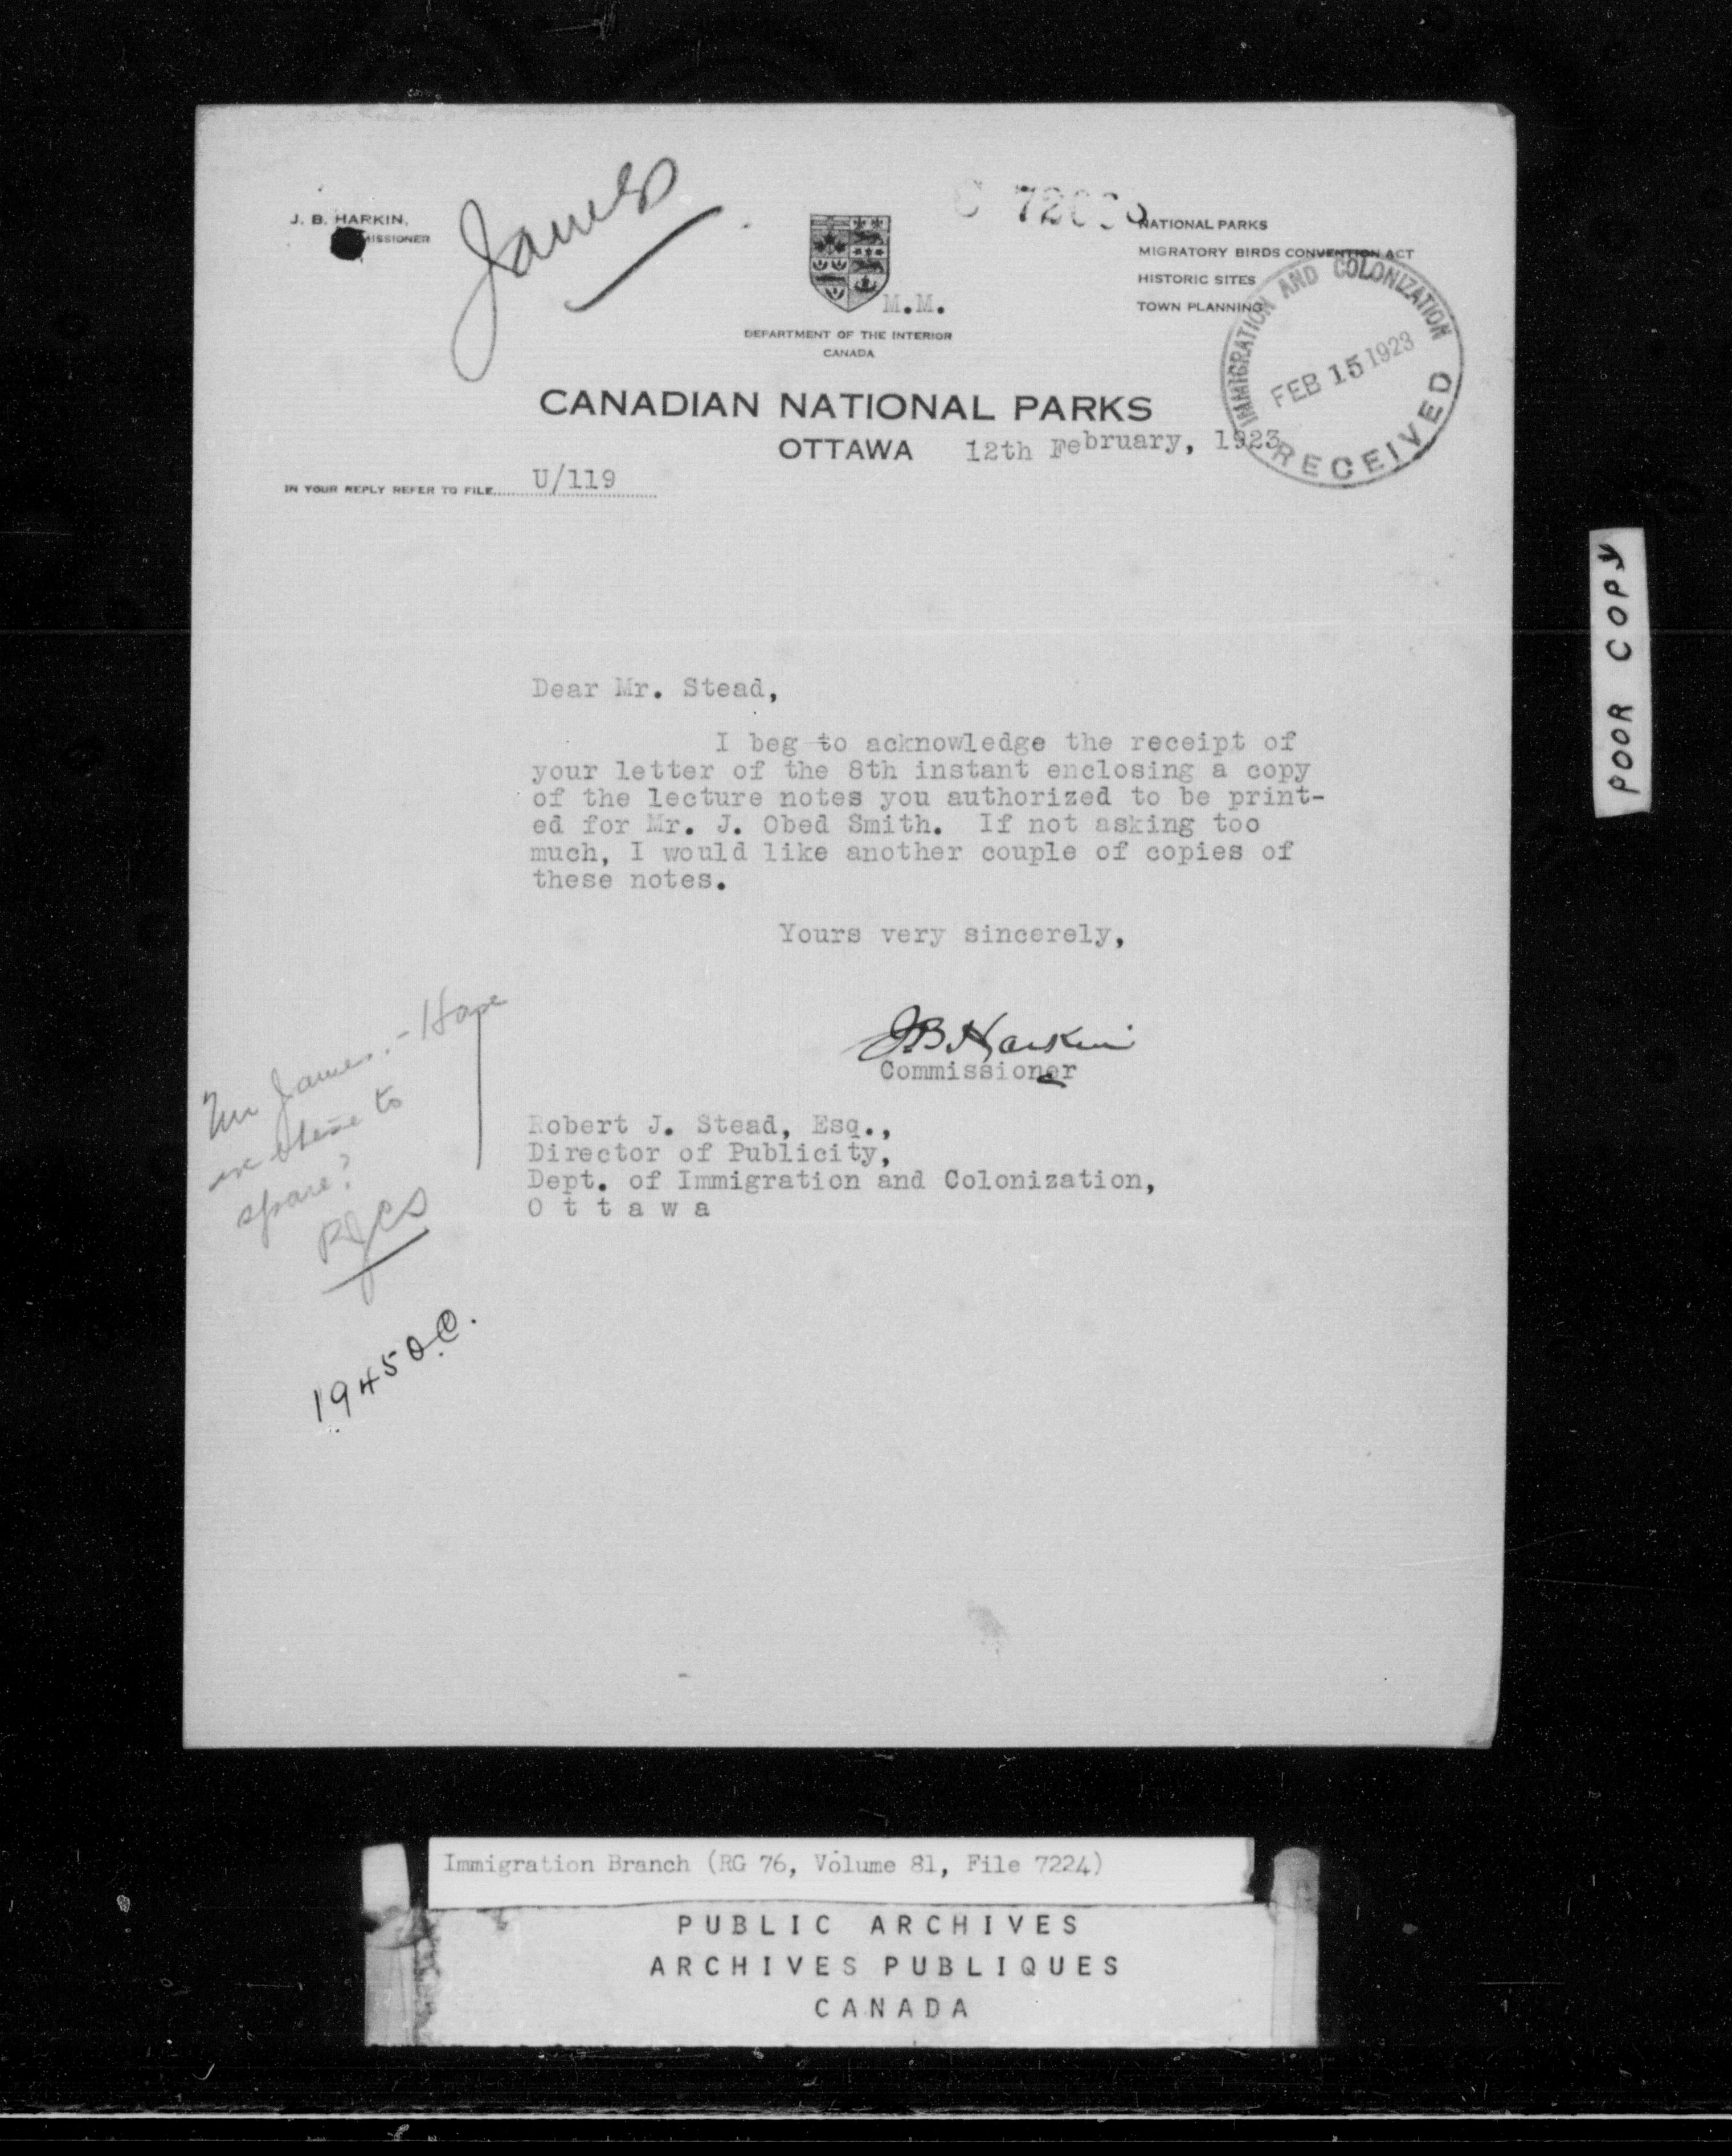 J. B. HARKIN,
James
NATIONAL PARKS
MIGRATORY BIRDS CONVENTION ACT
HISTORIC SITES
TOWN PLANNING
M.M.
DEPARTMENT OF THE INTERIOR
CANADA
IMMIGRATION AND COLONIZATION
FEB 15 1923
RECEIVED
CANADIAN NATIONAL PARKS
OTTAWA 12th February, 1923
IN YOUR REPLY REFER TO FILE U/119
Dear Mr. Stead,
I beg to acknowledge the receipt of
your letter of the 8th instant enclosing a copy
of the lecture notes you authorized to be print-
ed for Mr. J. Obed Smith. If not asking too
much, I would like another couple of copies of
these notes.
Yours very sincerely,
JB Harkin
Commissioner
Robert J. Stead, Esq.,
Director of Publicity,
Dept. of Immigration and Colonization,
O t t a w a
Mr James. - Have
we these to
spare?
RJCS
19450.C.
POOR COPY
Immigration Branch (RG 76, Volume 81, File 7224)
PUBLIC ARCHIVES
ARCHIVES PUBLIQUES
CANADA